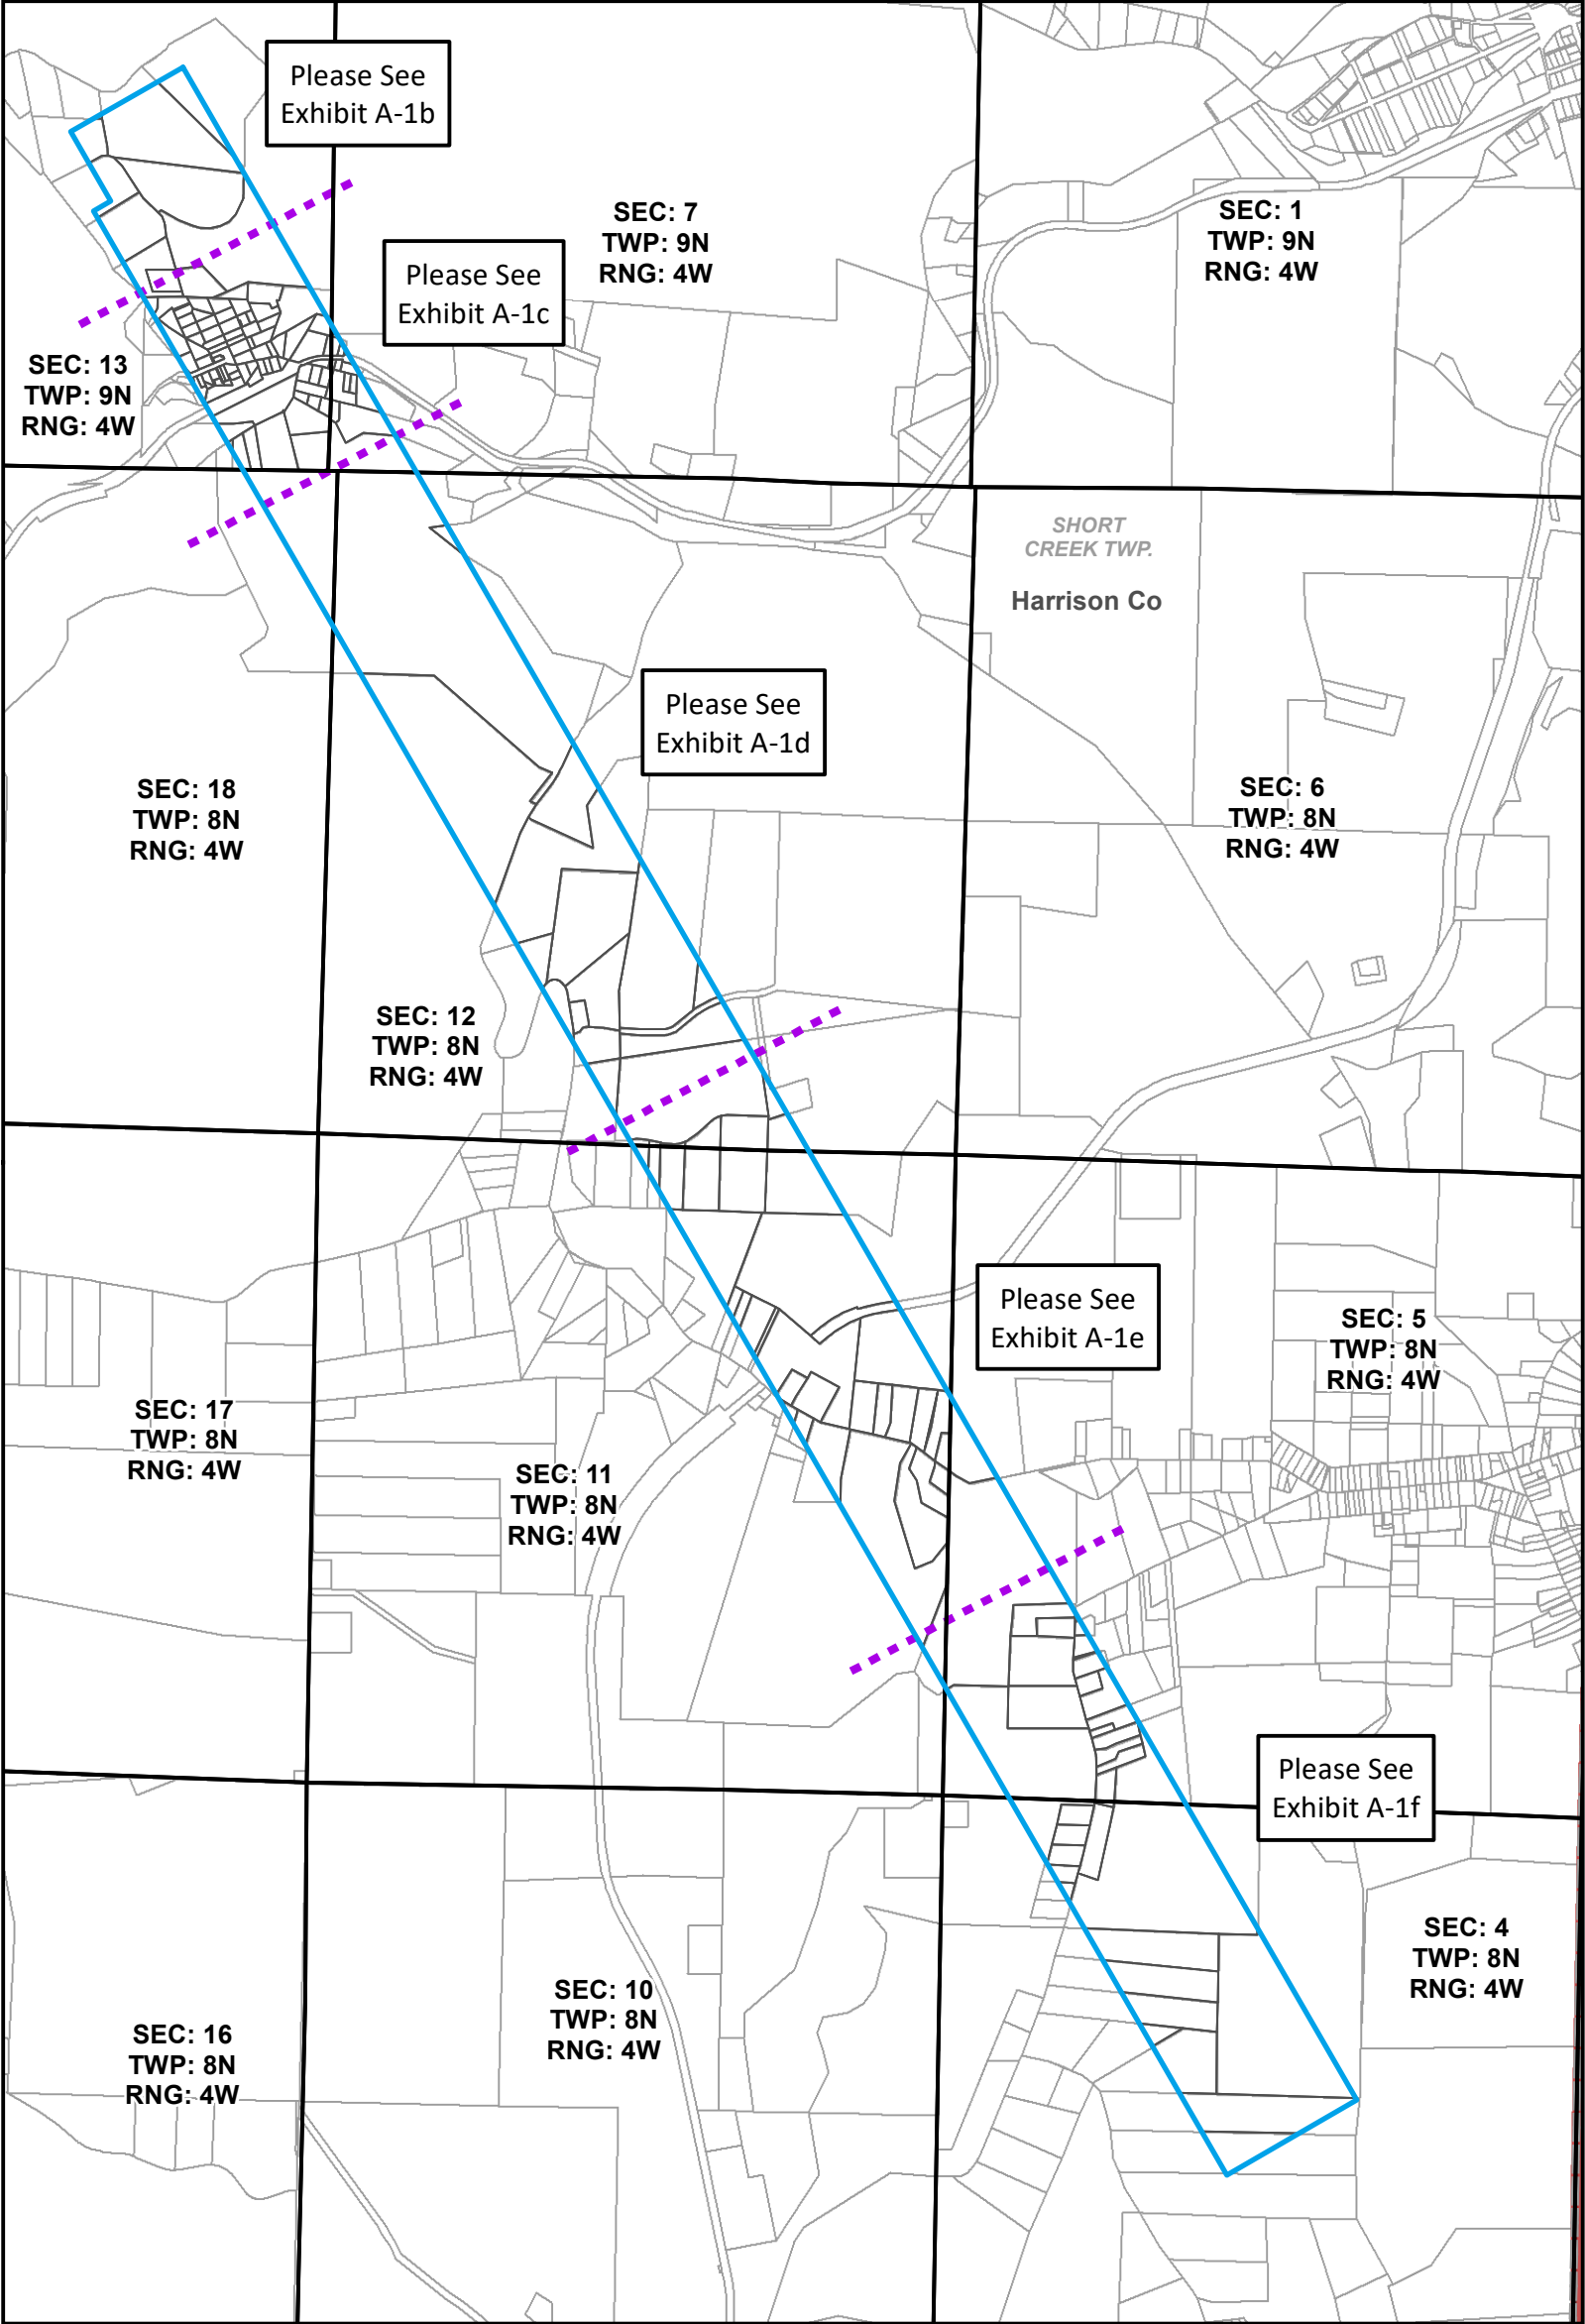 Please See
Exhibit A-1b
SEC: 7
TWP: 9N
RNG: 4W
SEC: 1
TWP: 9N
RNG: 4W
Please See
Exhibit A-1c
SEC: 13
TWP: 9N
RNG: 4W
SHORT
CREEK TWP.
Harrison Co
Please See
Exhibit A-1d
SEC: 18
TWP: 8N
RNG: 4W
SEC: 6
TWP: 8N
RNG: 4W
SEC: 12
TWP: 8N
RNG: 4W
Please See
Exhibit A-1e
SEC: 5
TWP: 8N
RNG: 4W
SEC: 17
TWP: 8N
RNG: 4W
SEC: 11
TWP: 8N
RNG: 4W
Please See
Exhibit A-1f
SEC: 4
TWP: 8N
RNG: 4W
SEC: 10
TWP: 8N
RNG: 4W
SEC: 16
TWP: 8N
RNG: 4W